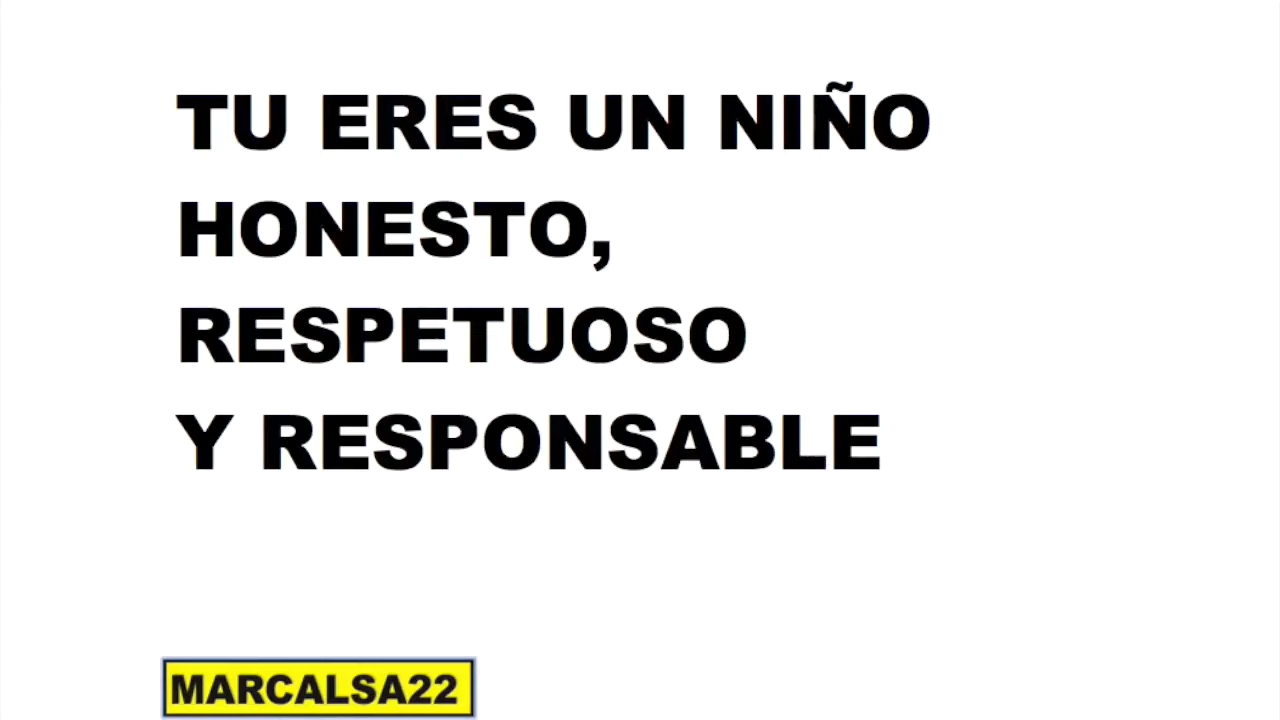 TU ERES UN NIÑO
HONESTO,
RESPETUOSO
Y RESPONSABLE
MARCALSA22